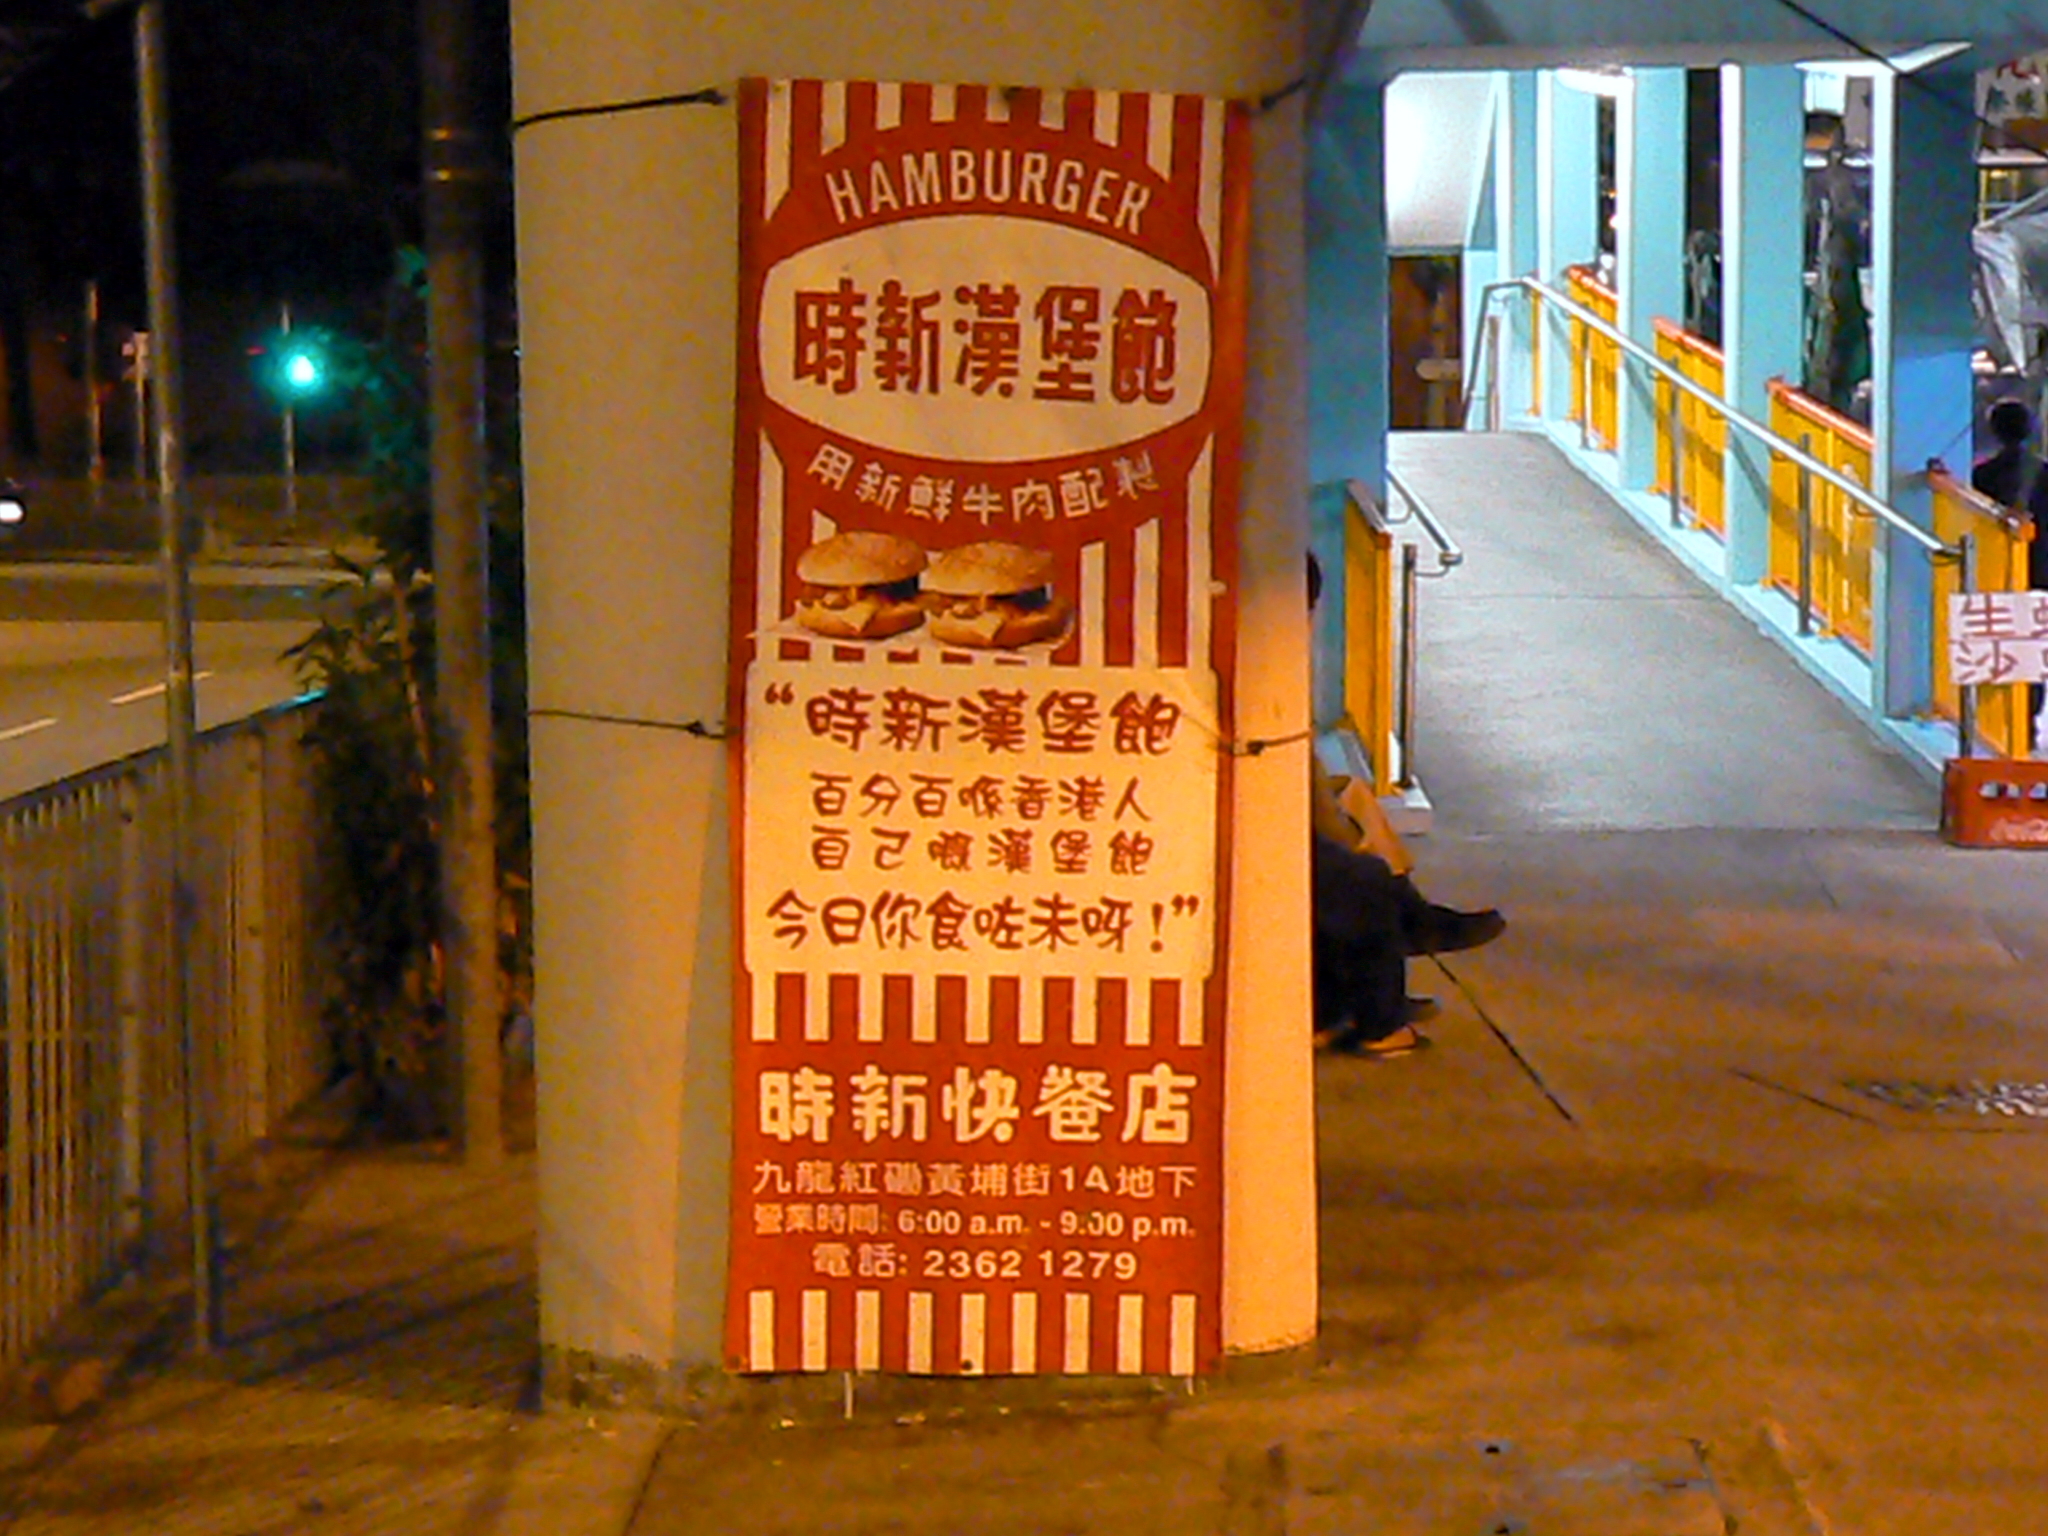 HAMBURGER
時新漢堡飽
用新鮮牛肉配製
“時新漢堡飽
百分百喺香港人
自己嘅漢堡飽
今日你食咗未呀！”
時新快餐店
九龍紅磡黃埔街1A地下
營業時間: 6:00 a.m. - 9.00 p.m.
電話: 2362 1279
生
沙